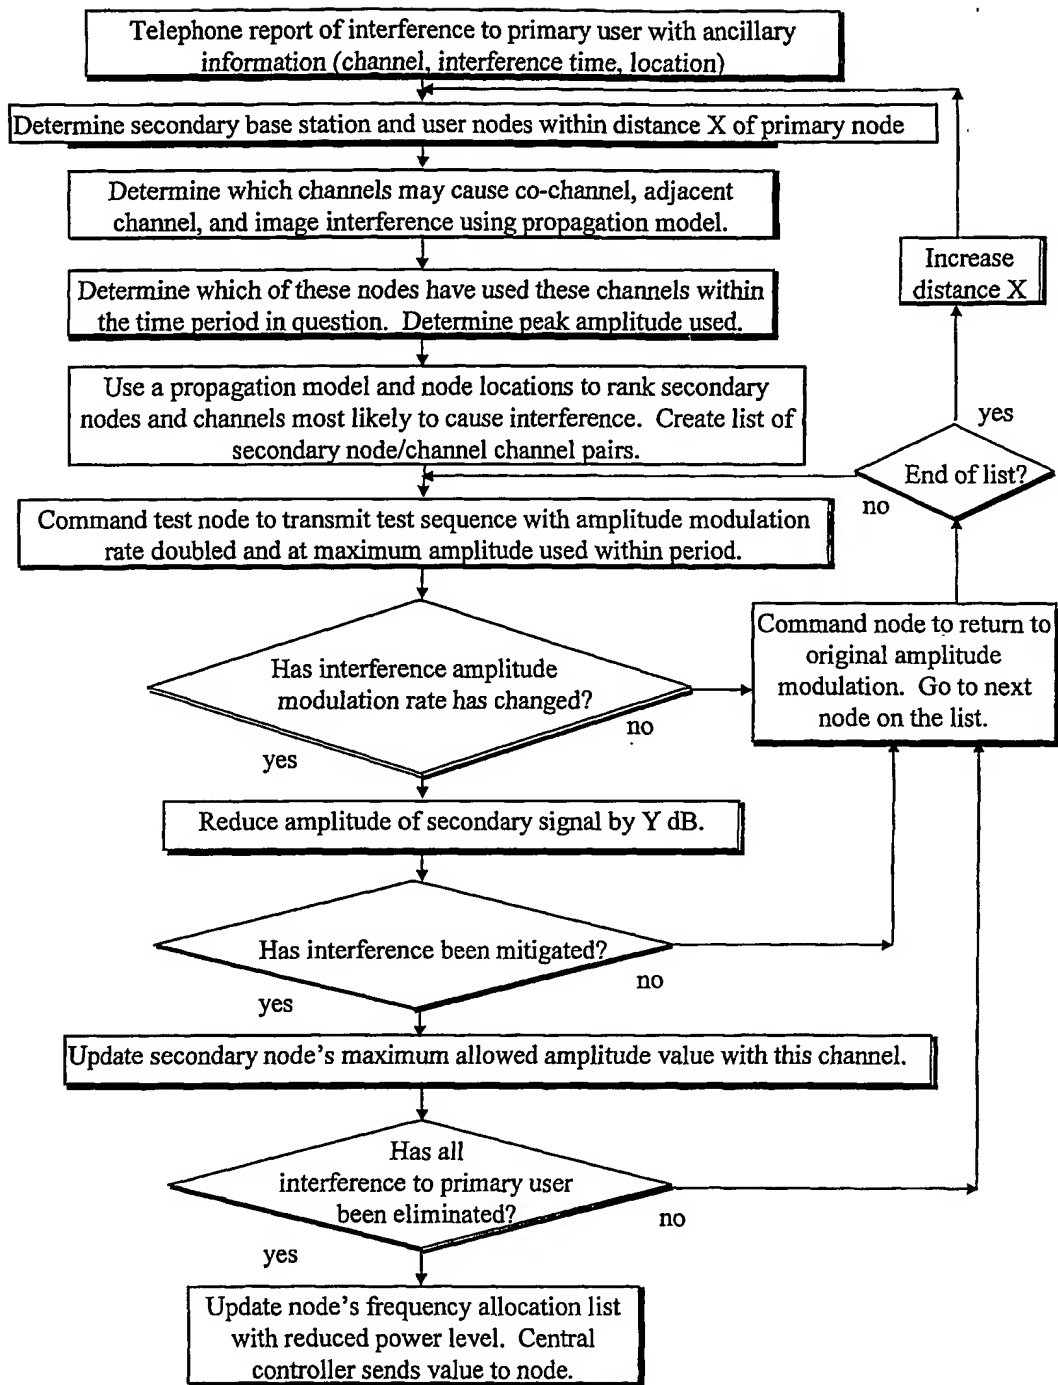 Telephone report of interference to primary user with ancillary
information (channel, interference time, location)
Determine secondary base station and user nodes within distance X of primary node
Determine which channels may cause co-channel, adjacent
channel, and image interference using propagation model.
Increase
distance X
Determine which of these nodes have used these channels within
the time period in question. Determine peak amplitude used.
Use a propagation model and node locations to rank secondary
nodes and channels most likely to cause interference. Create list of
secondary node/channel channel pairs.
yes
End of list?
no
Command test node to transmit test sequence with amplitude modulation
rate doubled and at maximum amplitude used within period.
Has interference amplitude
modulation rate has changed?
no
yes
Command node to return to
original amplitude
modulation. Go to next
node on the list.
Reduce amplitude of secondary signal by Y dB.
Has interference been mitigated?
no
yes
Update secondary node's maximum allowed amplitude value with this channel.
Has all
interference to primary user
been eliminated?
no
yes
Update node's frequency allocation list
with reduced power level. Central
controller sends value to node.